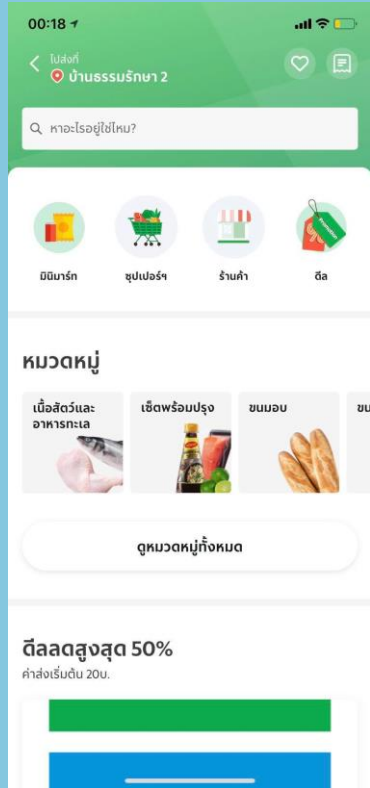 00:18
ไปส่งที่
บ้านธรรมรักษา 2
หาอะไรอยู่ใช่ไหม?
มินิมาร์ท
ซุปเปอร์ฯ
ร้านค้า
ดีล
หมวดหมู่
เนื้อสัตว์และ
อาหารทะเล
เซ็ตพร้อมปรุง
ขนมอบ
ขน
ดูหมวดหมู่ทั้งหมด
ดีลลดสูงสุด 50%
ค่าส่งเริ่มต้น 20บ.